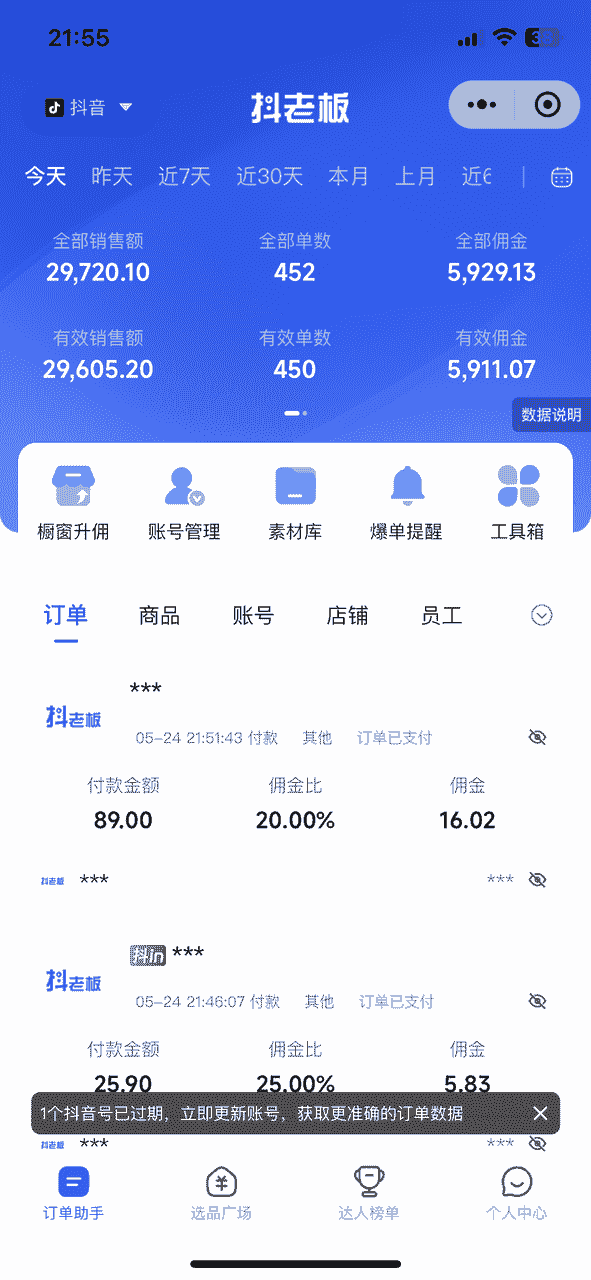 21:55
抖音
抖老板
今天 昨天 近7天 近30天 本月 上月 近6
全部销售额 全部单数 全部佣金
29,720.10 452 5,929.13
有效销售额 有效单数 有效佣金
29,605.20 450 5,911.07
数据说明
橱窗升佣 账号管理 素材库 爆单提醒 工具箱
订单 商品 账号 店铺 员工
***
抖老板
05-24 21:51:43 付款 其他 订单已支付
付款金额 佣金比 佣金
89.00 20.00% 16.02
抖老板 *** ***
抖in ***
抖老板
05-24 21:46:07 付款 其他 订单已支付
付款金额 佣金比 佣金
25.90 25.00% 5.83
1个抖音号已过期，立即更新账号，获取更准确的订单数据
抖老板 *** ***
订单助手 选品广场 达人榜单 个人中心